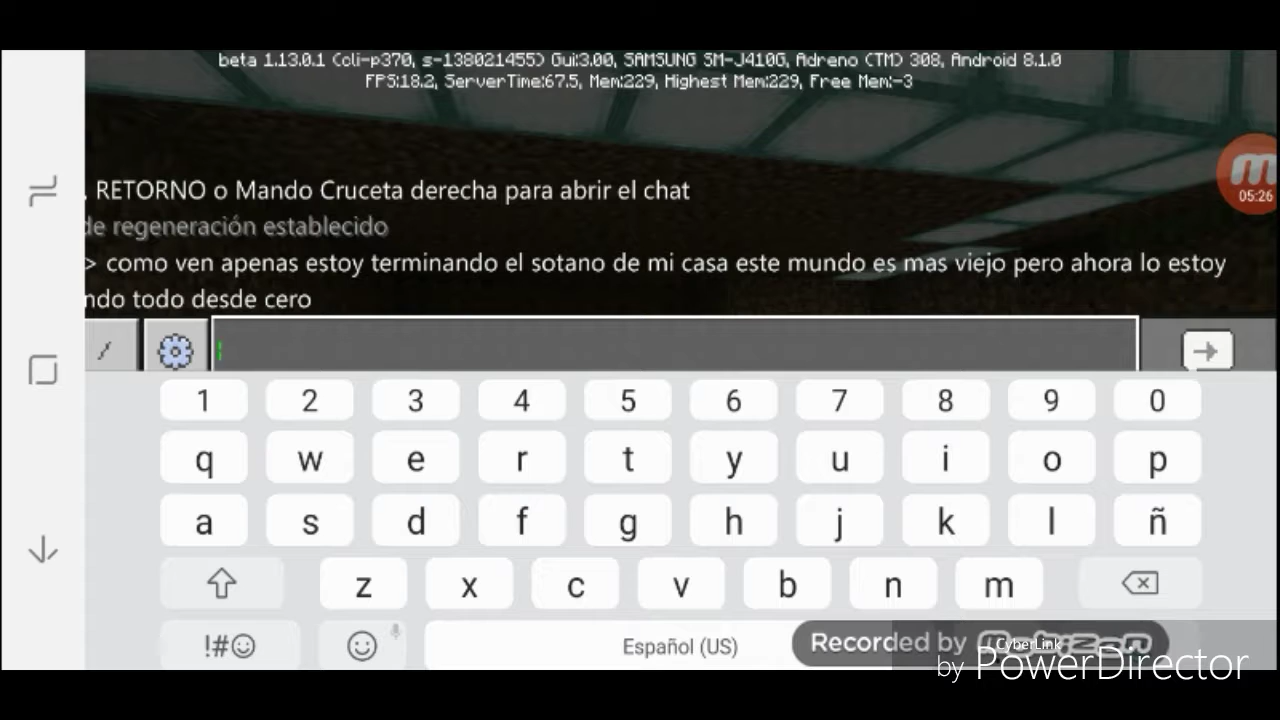 beta 1.13.0.1 (Coli-p370, s-138021455) Gui:3.00, SAMSUNG SM-J410G, Adreno (TM) 308, Android 8.1.0
FPS:18.2, ServerTime:67.5, Mem:229, Highest Mem:229, Free Mem:-3
m
05:26
, RETORNO o Mando Cruceta derecha para abrir el chat
de regeneración establecido
> como ven apenas estoy terminando el sotano de mi casa este mundo es mas viejo pero ahora lo estoy
ndo todo desde cero
/
1 2 3 4 5 6 7 8 9 0
q w e r t y u i o p
a s d f g h j k l ñ
z x c v b n m
!#☺ Español (US)
Recorded by Mobizen
CyberLink
by PowerDirector